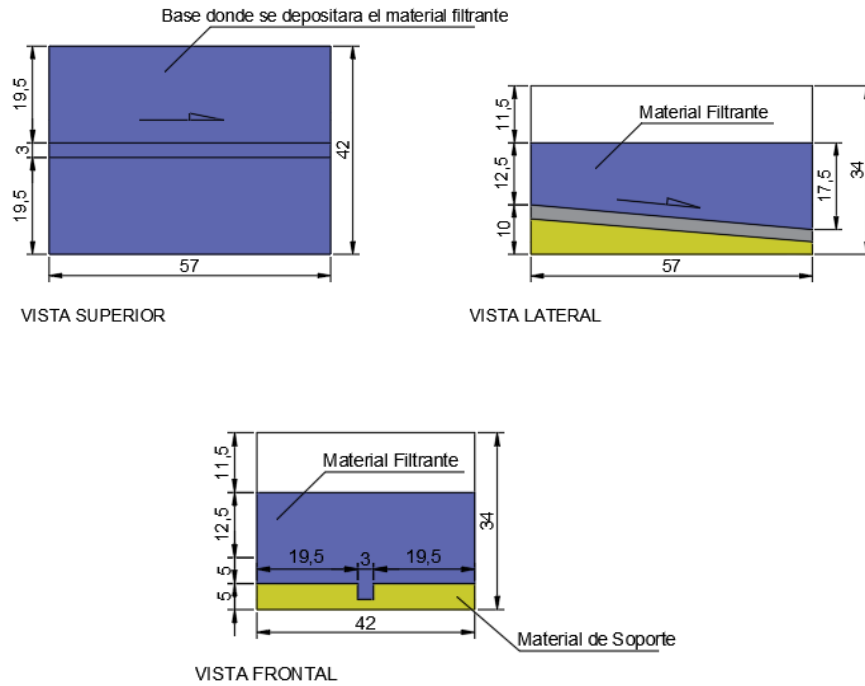 Base donde se depositara el material filtrante
19,5
3
19,5
42
57
VISTA SUPERIOR
11,5
12,5
10
Material Filtrante
17,5
34
57
VISTA LATERAL
11,5
12,5
5
5
Material Filtrante
19,5
3
19,5
34
42
Material de Soporte
VISTA FRONTAL